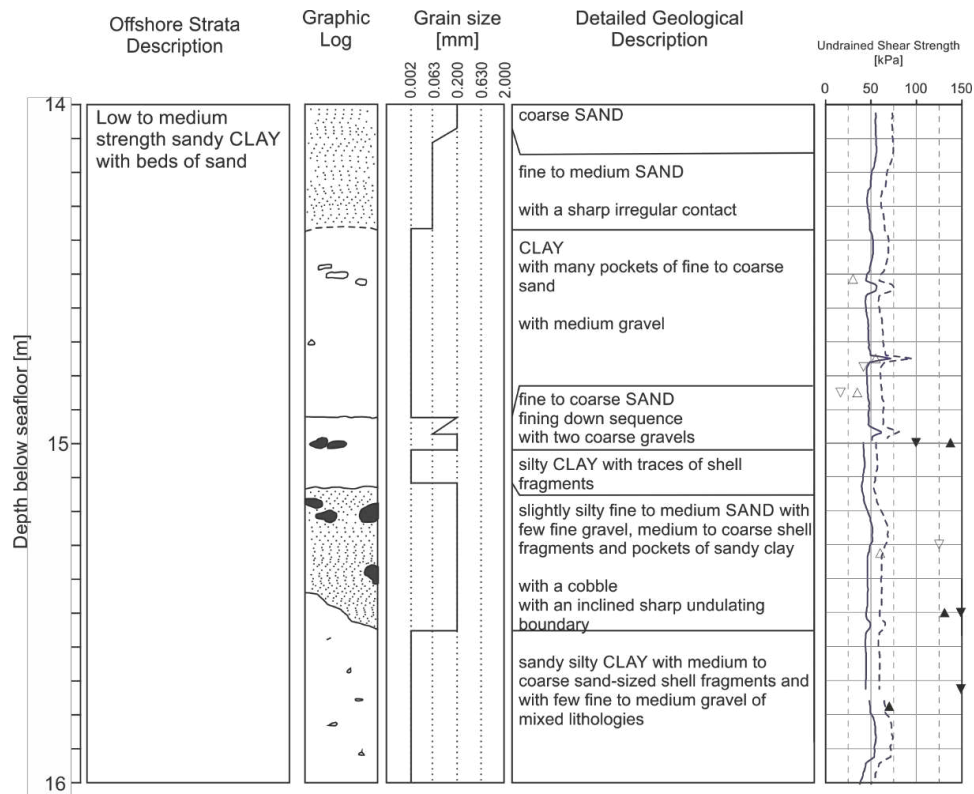 Offshore Strata
Description
Graphic
Log
Grain size
[mm]
Detailed Geological
Description
Undrained Shear Strength
[kPa]
0.002
0.063
0.200
0.630
2.000
0
50
100
150
Depth below seafloor [m]
14
15
16
Low to medium
strength sandy CLAY
with beds of sand
coarse SAND
fine to medium SAND
with a sharp irregular contact
CLAY
with many pockets of fine to coarse
sand
with medium gravel
fine to coarse SAND
fining down sequence
with two coarse gravels
silty CLAY with traces of shell
fragments
slightly silty fine to medium SAND with
few fine gravel, medium to coarse shell
fragments and pockets of sandy clay
with a cobble
with an inclined sharp undulating
boundary
sandy silty CLAY with medium to
coarse sand-sized shell fragments and
with few fine to medium gravel of
mixed lithologies